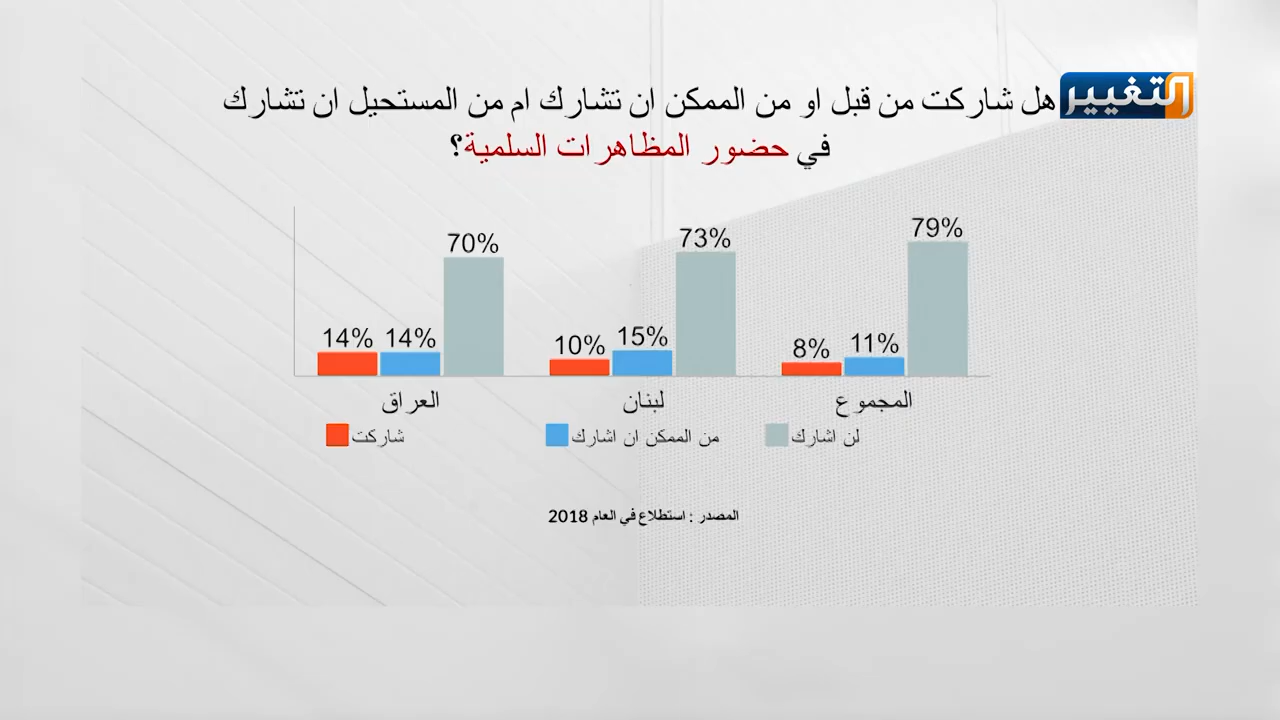 التغيير
هل شاركت من قبل او من الممكن ان تشارك ام من المستحيل ان تشارك
في حضور المظاهرات السلمية؟
14% 14% 70%
10% 15% 73%
8% 11% 79%
العراق
لبنان
المجموع
شاركت
من الممكن ان اشارك
لن اشارك
المصدر : استطلاع في العام 2018